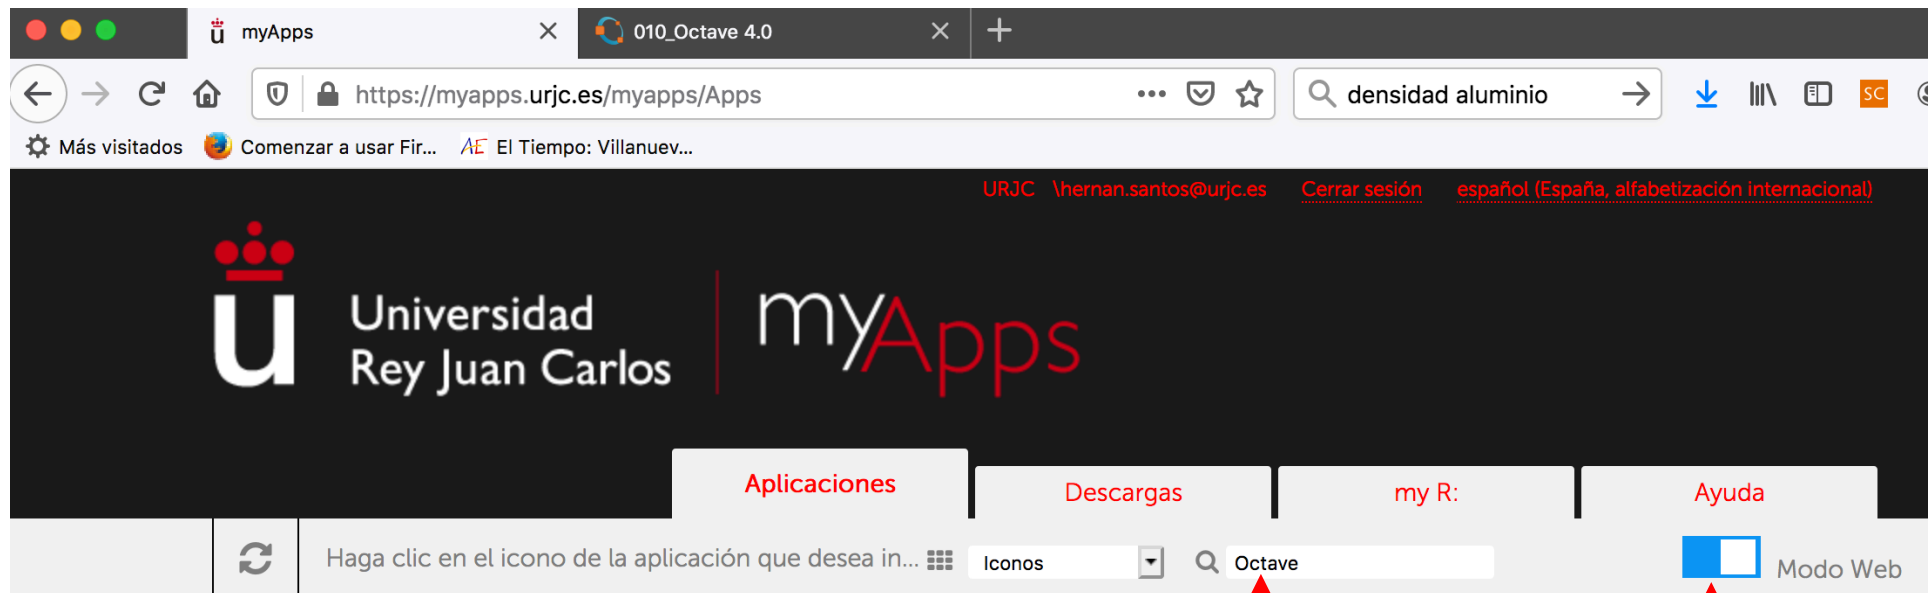 myApps
010_Octave 4.0
https://myapps.urjc.es/myapps/Apps
densidad aluminio
SC
Más visitados
Comenzar a usar Fir...
AE El Tiempo: Villanuev...
URJC \hernan.santos@urjc.es Cerrar sesión español (España, alfabetización internacional)
u Universidad
Rey Juan Carlos
myApps
Aplicaciones
Descargas
my R:
Ayuda
Haga clic en el icono de la aplicación que desea in...
Iconos
Octave
Modo Web